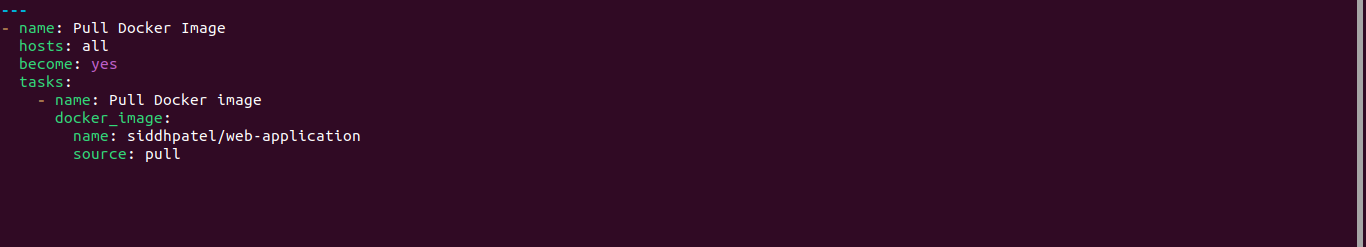 ---
- name: Pull Docker Image
  hosts: all
  become: yes
  tasks:
    - name: Pull Docker image
      docker_image:
        name: siddhpatel/web-application
        source: pull